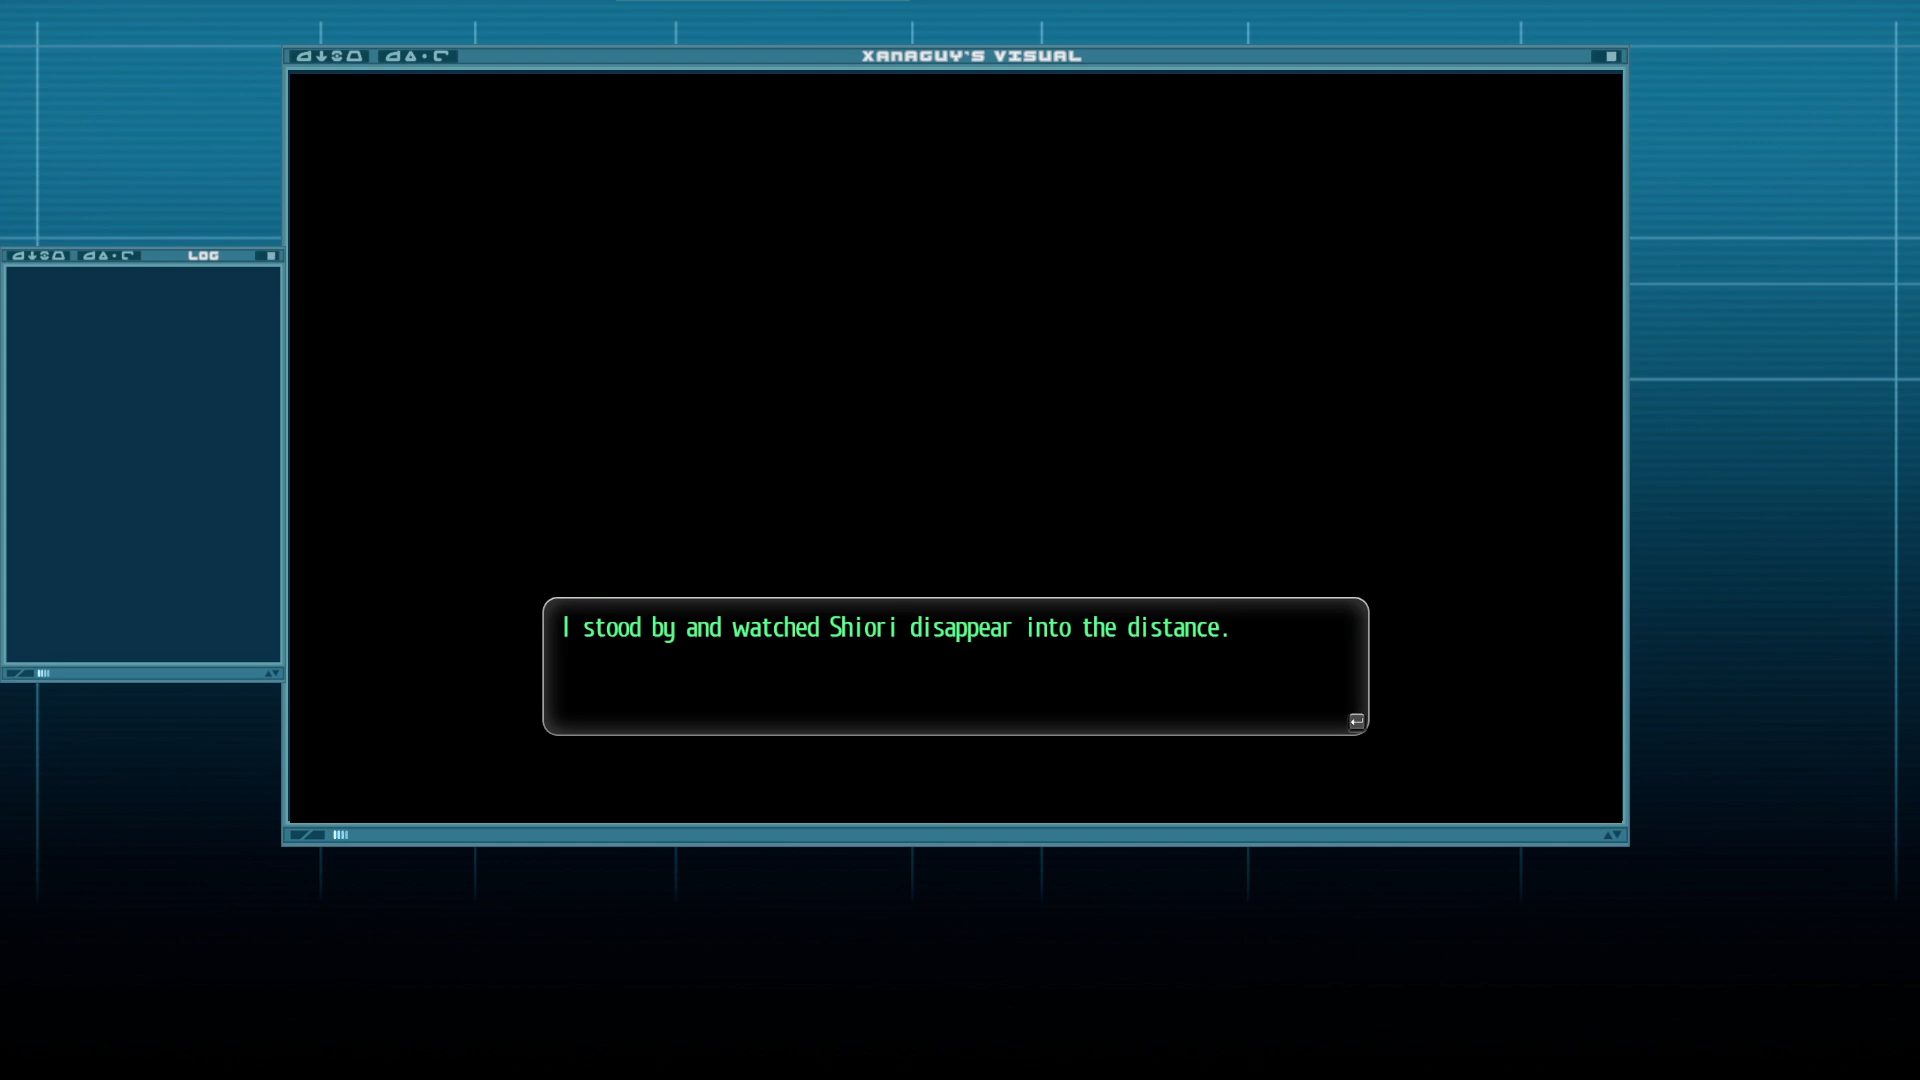 XANAGUY'S VISUAL
LOG
I stood by and watched Shiori disappear into the distance.